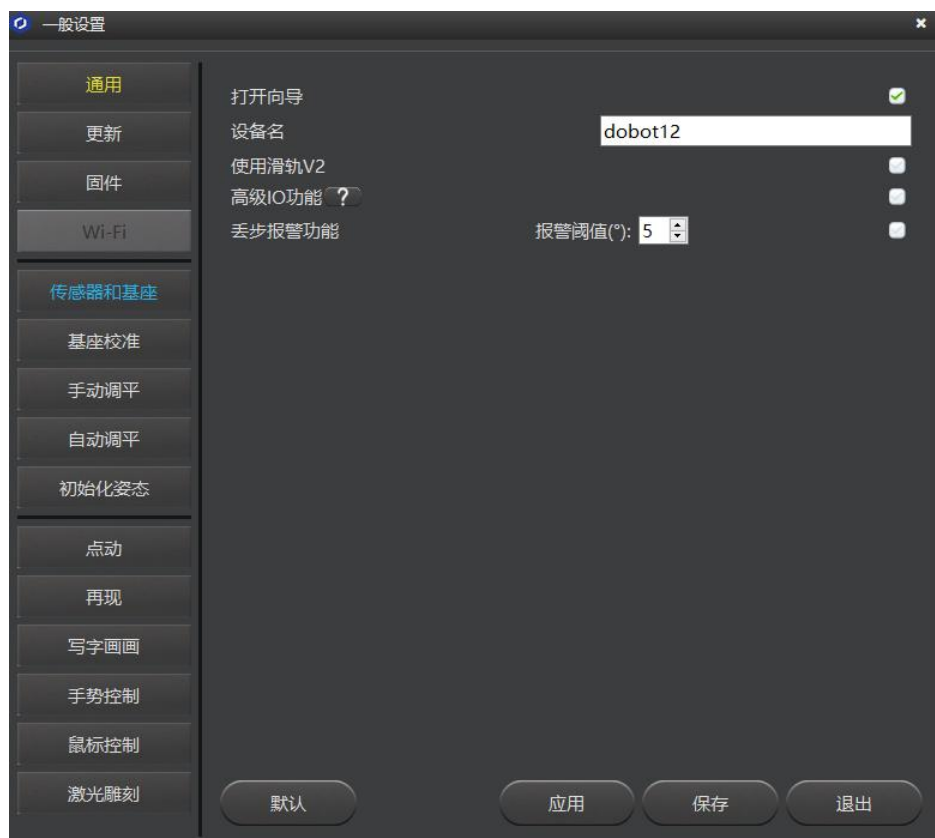 一般设置
通用
更新
固件
Wi-Fi
传感器和基座
基座校准
手动调平
自动调平
初始化姿态
点动
再现
写字画画
手势控制
鼠标控制
激光雕刻
打开向导
设备名 dobot12
使用滑轨V2
高级IO功能 ?
丢步报警功能 报警阈值(°): 5
默认 应用 保存 退出